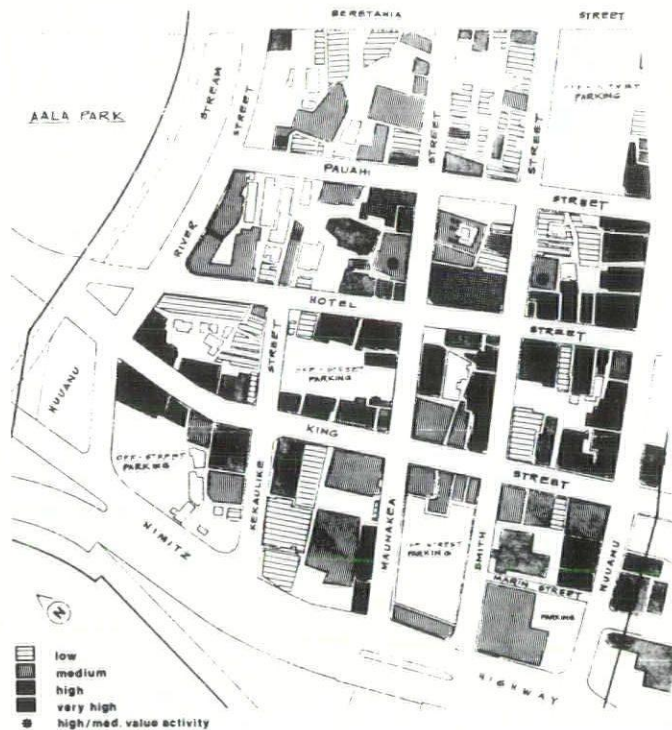 BERETANIA
STREET
AALA PARK
STREAM
STREET
STREET
STREET
OFF-STREET
PARKING
PAUAHI
STREET
RIVER
HOTEL
STREET
STREET
OFF-STREET
PARKING
NUUANU
KING
STREET
OFF-STREET
PARKING
KEKAULIKE
MAUNAKEA
OFF-STREET
PARKING
SMITH
MARIN STREET
NUUANU
NIMITZ
PARKING
HIGHWAY
N
low
medium
high
very high
high/med. value activity